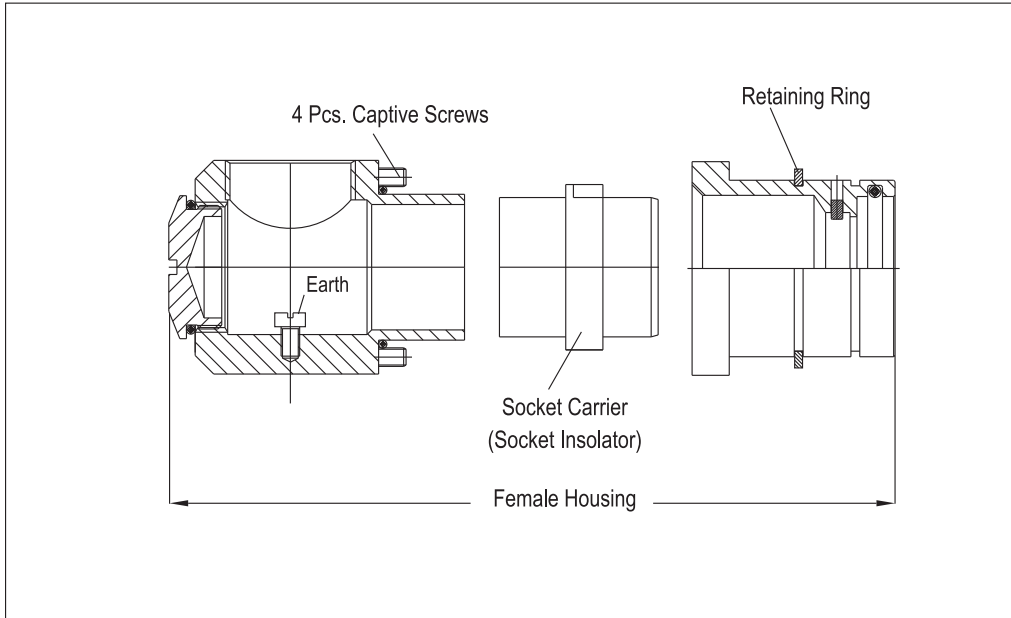 Retaining Ring
4 Pcs. Captive Screws
Earth
Socket Carrier
(Socket Insolator)
Female Housing